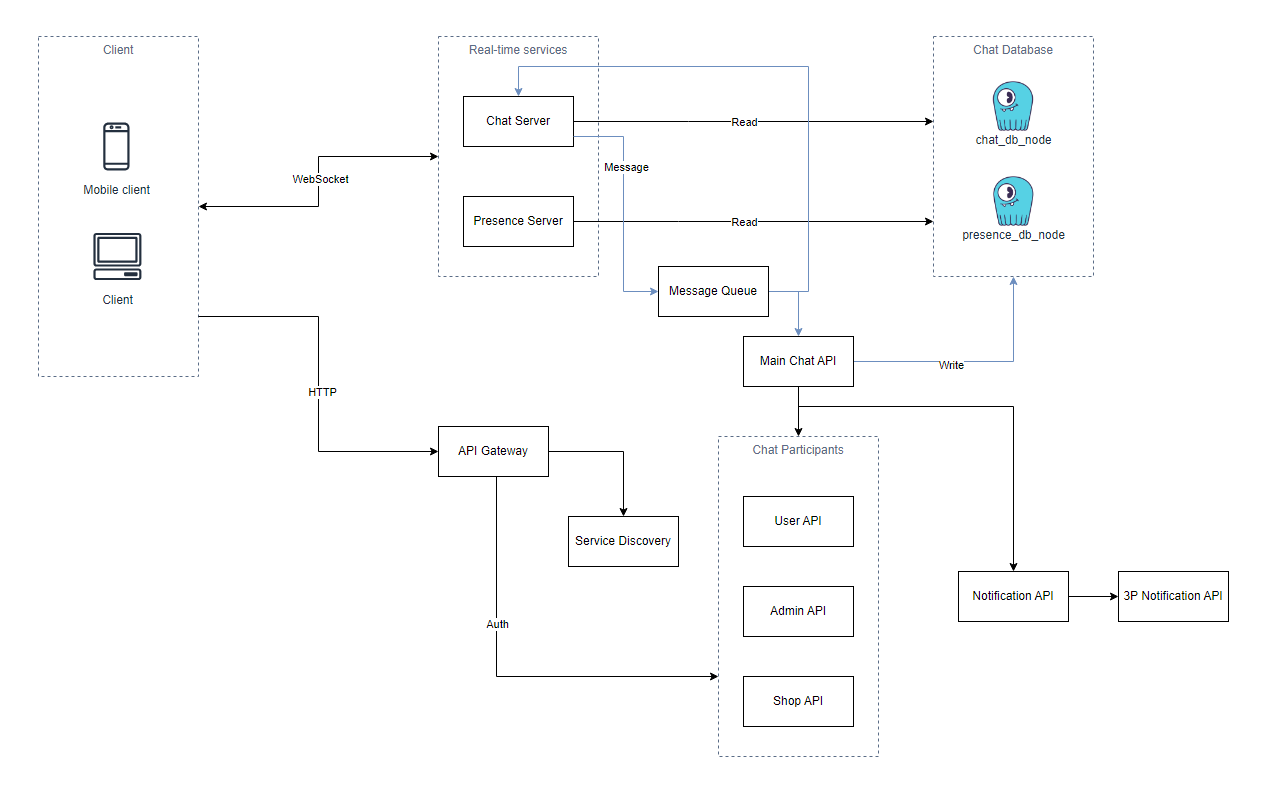 Client
Real-time services
Chat Database
Chat Server
Read
chat_db_node
Message
WebSocket
Mobile client
Presence Server
Read
presence_db_node
Client
Message Queue
Main Chat API
Write
HTTP
API Gateway
Chat Participants
Service Discovery
User API
Notification API
3P Notification API
Admin API
Auth
Shop API